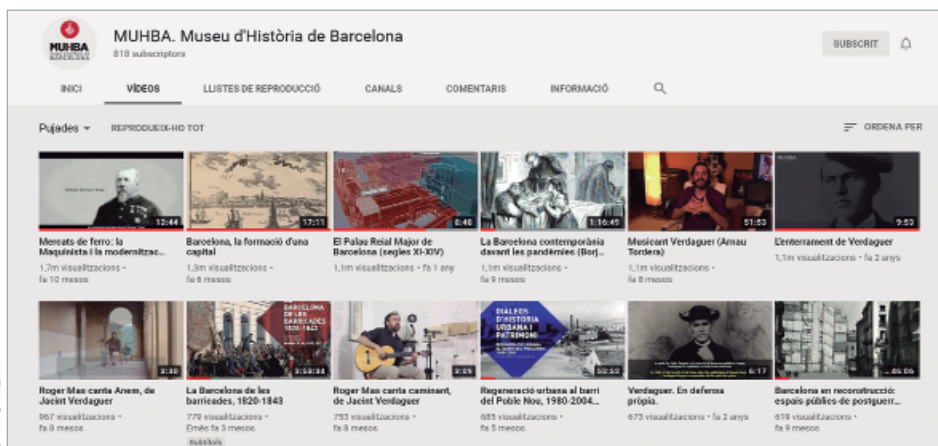 MUHBA
MUHBA. Museu d'Història de Barcelona
818 subscriptors
SUBSCRIT
INICI VÍDEOS LLISTES DE REPRODUCCIÓ CANALS COMENTARIS INFORMACIÓ
Pujades REPRODUEIX-HO TOT ORDENA PER
MUHBA
13:44 17:11 8:48 1:16:49 51:53 9:53
Mercats de ferro: la Maquinista i la modernitzac...
1,7m visualitzacions · fa 10 mesos
Barcelona, la formació d'una capital
1,3m visualitzacions · fa 6 mesos
El Palau Reial Major de Barcelona (segles XI-XIV)
1,1m visualitzacions · fa 1 any
La Barcelona contemporània davant les pandèmies (Borj...
1,1m visualitzacions · fa 9 mesos
Musicant Verdaguer (Arnau Tordera)
1,1m visualitzacions · fa 8 mesos
L'enterrament de Verdaguer
1,1m visualitzacions · fa 2 anys
BARCELONA
DE LES
BARRICADES
1820-1843
DIÀLEGS
D'HISTÒRIA
URBANA I
PATRIMONI
3:30 5:53:34 3:09 52:52 6:17 46:06
Roger Mas canta Anem, de Jacint Verdaguer
967 visualitzacions · fa 8 mesos
La Barcelona de les barricades, 1820-1843
779 visualitzacions · Emès fa 3 mesos
Subtítols
Roger Mas canta caminant, de Jacint Verdaguer
753 visualitzacions · fa 8 mesos
Regeneració urbana al barri del Poble Nou, 1980-2004...
685 visualitzacions · fa 5 mesos
Verdaguer. En defensa pròpia.
673 visualitzacions · fa 2 anys
Barcelona en reconstrucció: espais públics de postguerr...
619 visualitzacions · fa 9 mesos